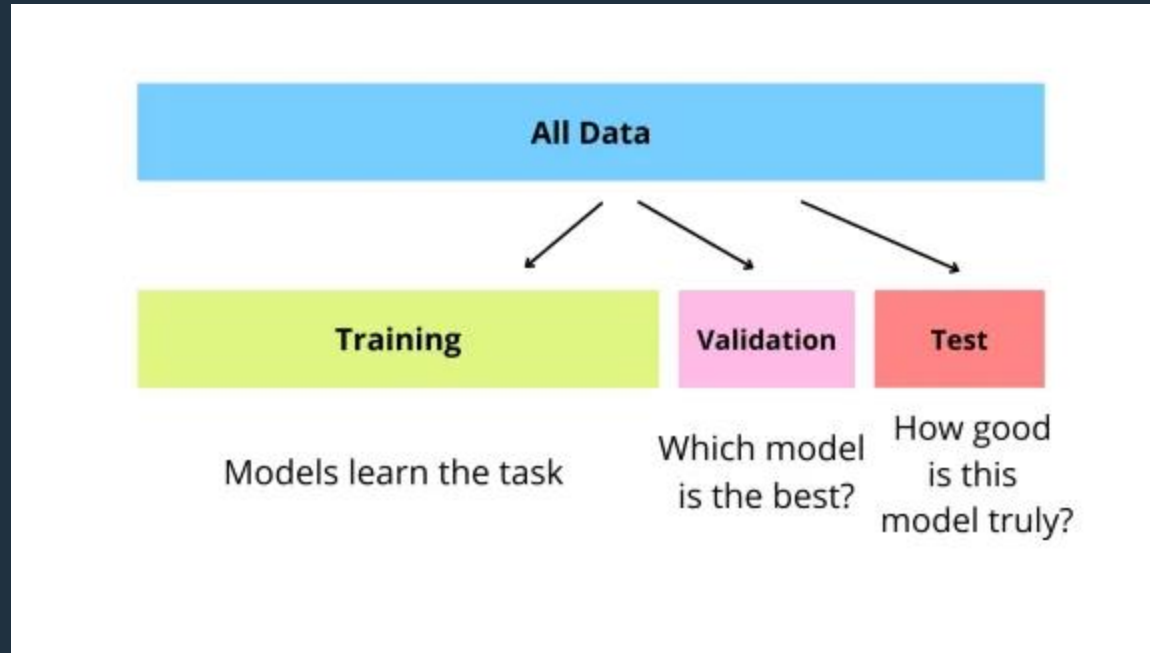 All Data
Training
Validation
Test
Models learn the task
Which model
is the best?
How good
is this
model truly?